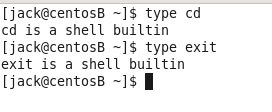 [jack@centosB ~]$ type cd
cd is a shell builtin
[jack@centosB ~]$ type exit
exit is a shell builtin
[jack@centosB ~]$